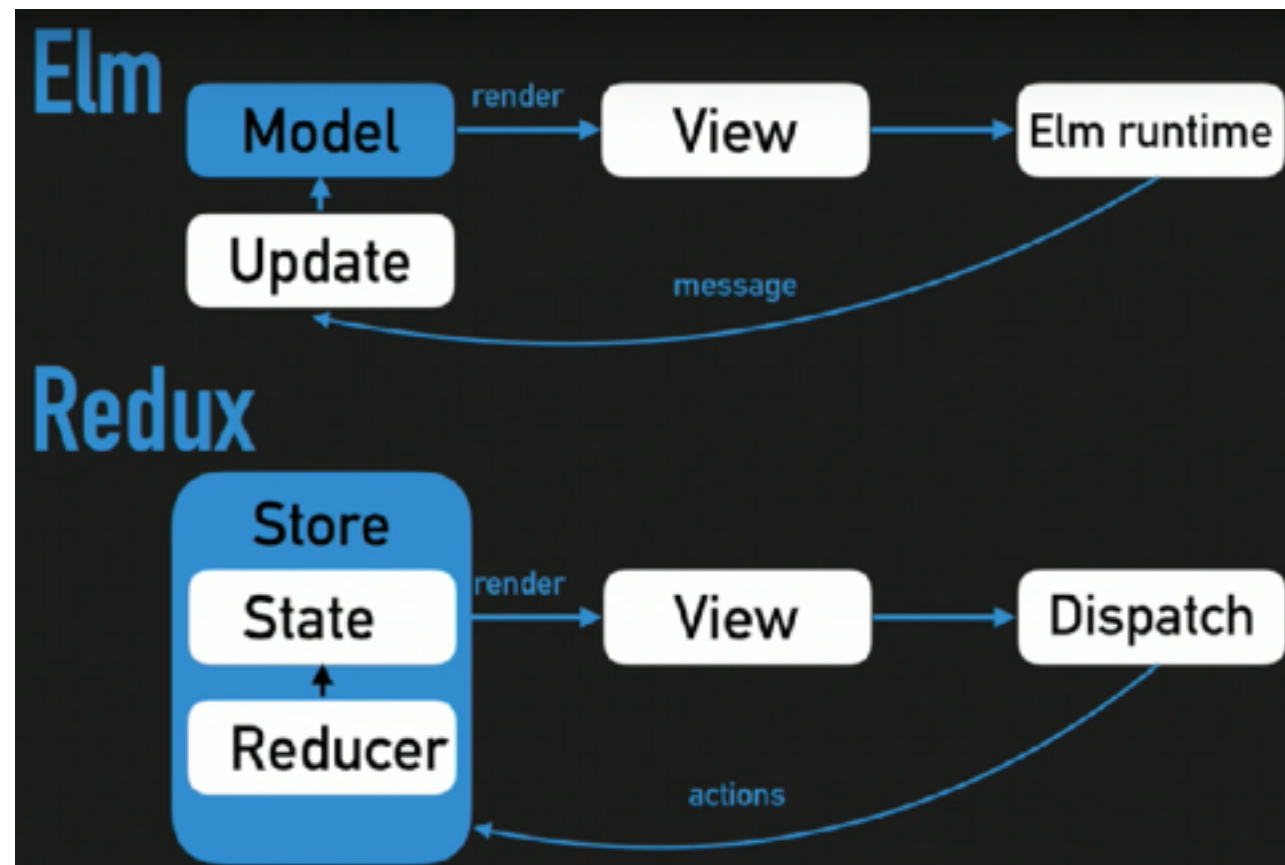 Elm
Model
render
View
Elm runtime
Update
message
Redux
Store
State
render
View
Dispatch
Reducer
actions